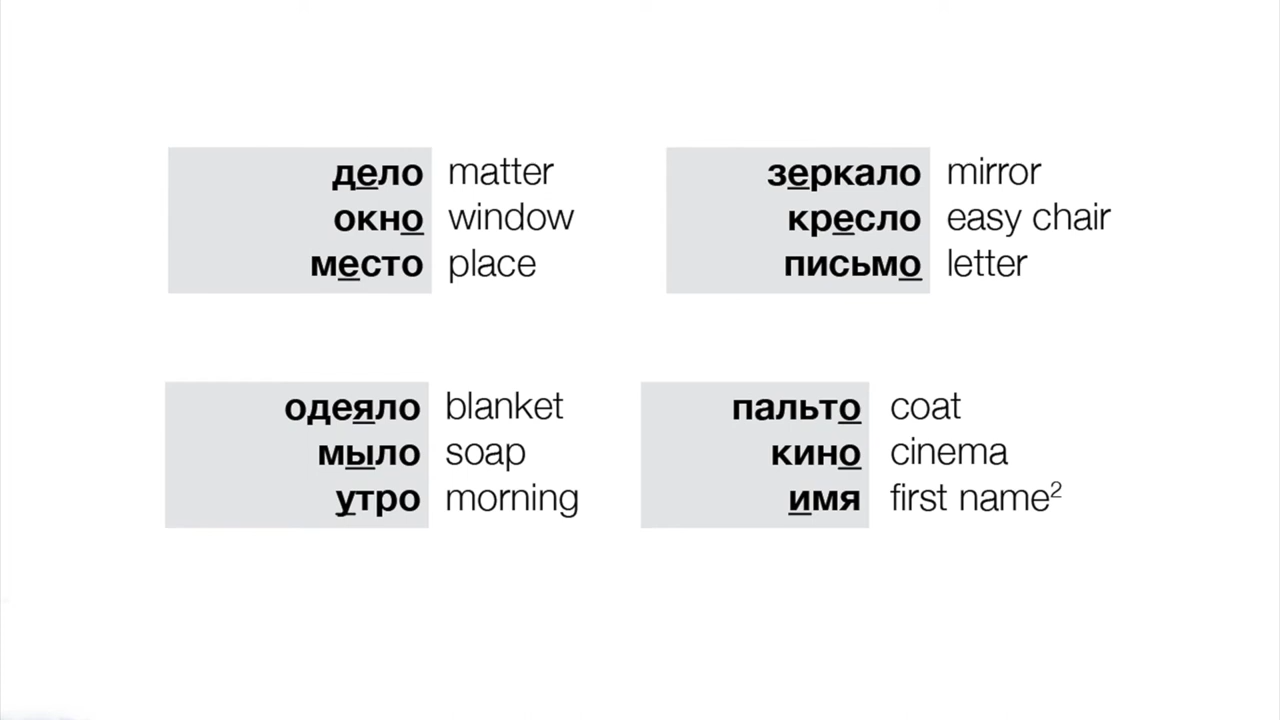 дело matter
окно window
место place
зеркало mirror
кресло easy chair
письмо letter
одеяло blanket
мыло soap
утро morning
пальто coat
кино cinema
имя first name²